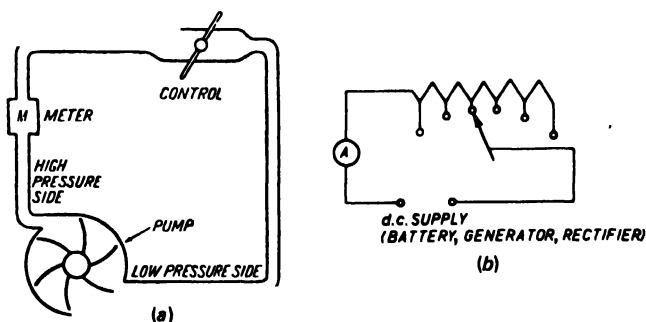 CONTROL
M METER
HIGH
PRESSURE
SIDE
PUMP
LOW PRESSURE SIDE
(a)
A
d.c. SUPPLY
(BATTERY, GENERATOR, RECTIFIER)
(b)